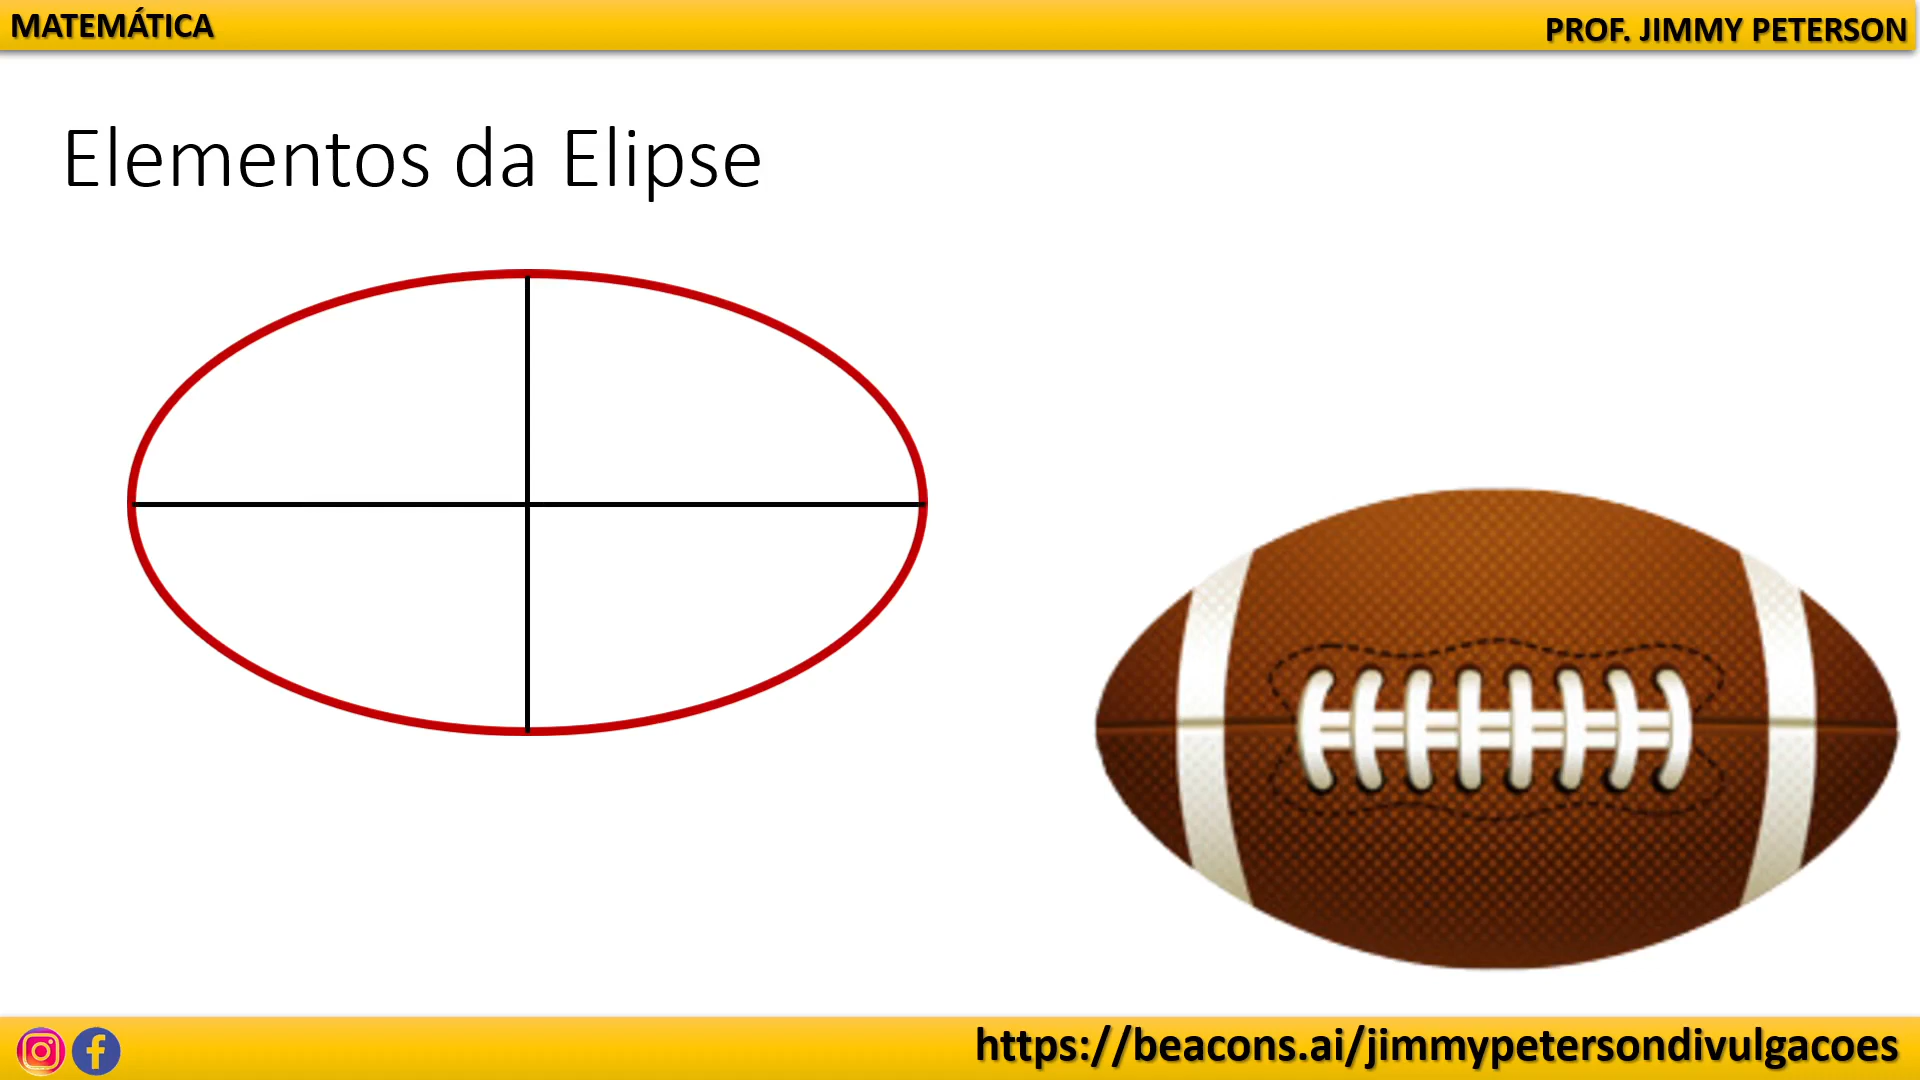 MATEMÁTICA
PROF. JIMMY PETERSON
Elementos da Elipse
https://beacons.ai/jimmypetersondivulgacoes